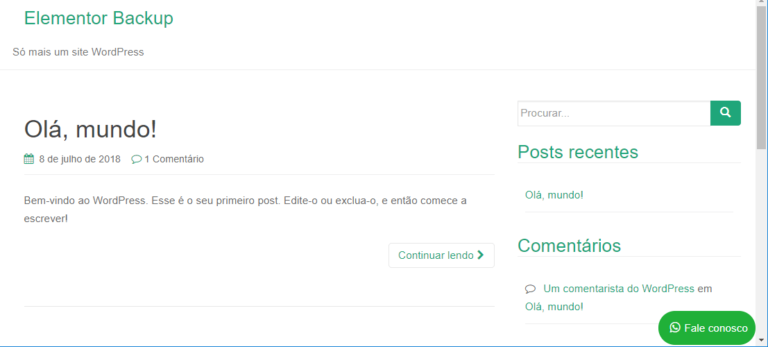 Elementor Backup
Só mais um site WordPress
Olá, mundo!
8 de julho de 2018 1 Comentário
Bem-vindo ao WordPress. Esse é o seu primeiro post. Edite-o ou exclua-o, e então comece a
escrever!
Continuar lendo
Procurar...
Posts recentes
Olá, mundo!
Comentários
Um comentarista do WordPress em
Olá, mundo!
Fale conosco